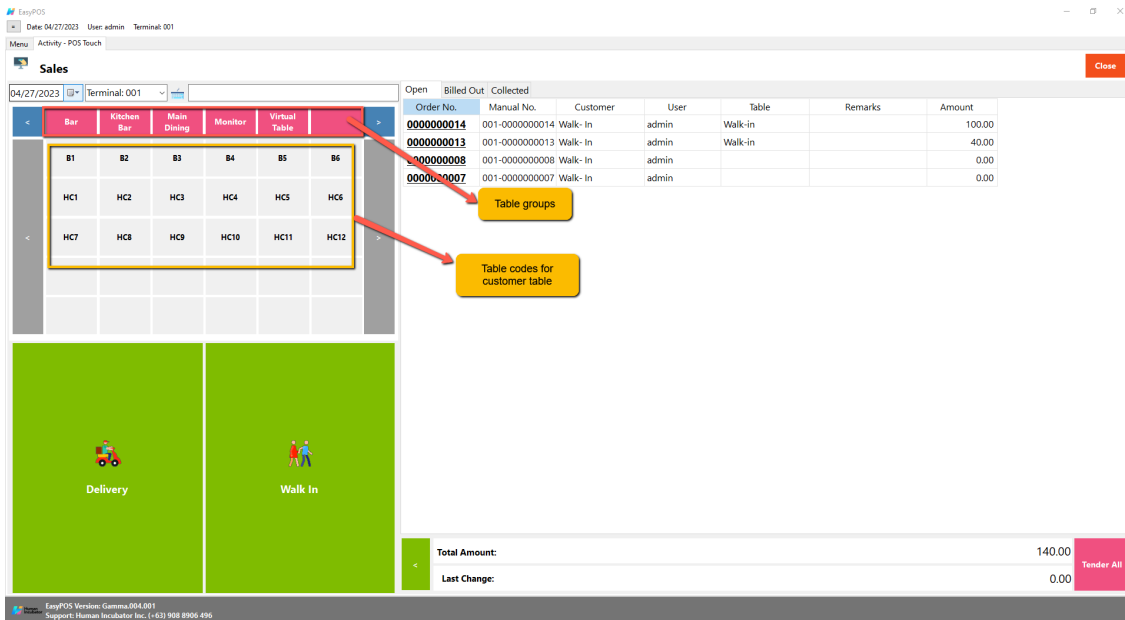 EasyPOS
Date: 04/27/2023 User: admin Terminal: 001
Menu Activity - POS Touch
Sales
Close
04/27/2023 Terminal: 001
< Bar Kitchen Bar Main Dining Monitor Virtual Table >
B1 B2 B3 B4 B5 B6
HC1 HC2 HC3 HC4 HC5 HC6
< HC7 HC8 HC9 HC10 HC11 HC12 >
Delivery Walk In
Open Billed Out Collected
Order No. Manual No. Customer User Table Remarks Amount
0000000014 001-0000000014 Walk- In admin Walk-in 100.00
0000000013 001-0000000013 Walk- In admin Walk-in 40.00
0000000008 001-0000000008 Walk- In admin 0.00
0000000007 001-0000000007 Walk- In admin 0.00
Table groups
Table codes for
customer table
<
Total Amount: 140.00
Last Change: 0.00
Tender All
Human
Incubator
EasyPOS Version: Gamma.004.001
Support: Human Incubator Inc. (+63) 908 8906 496